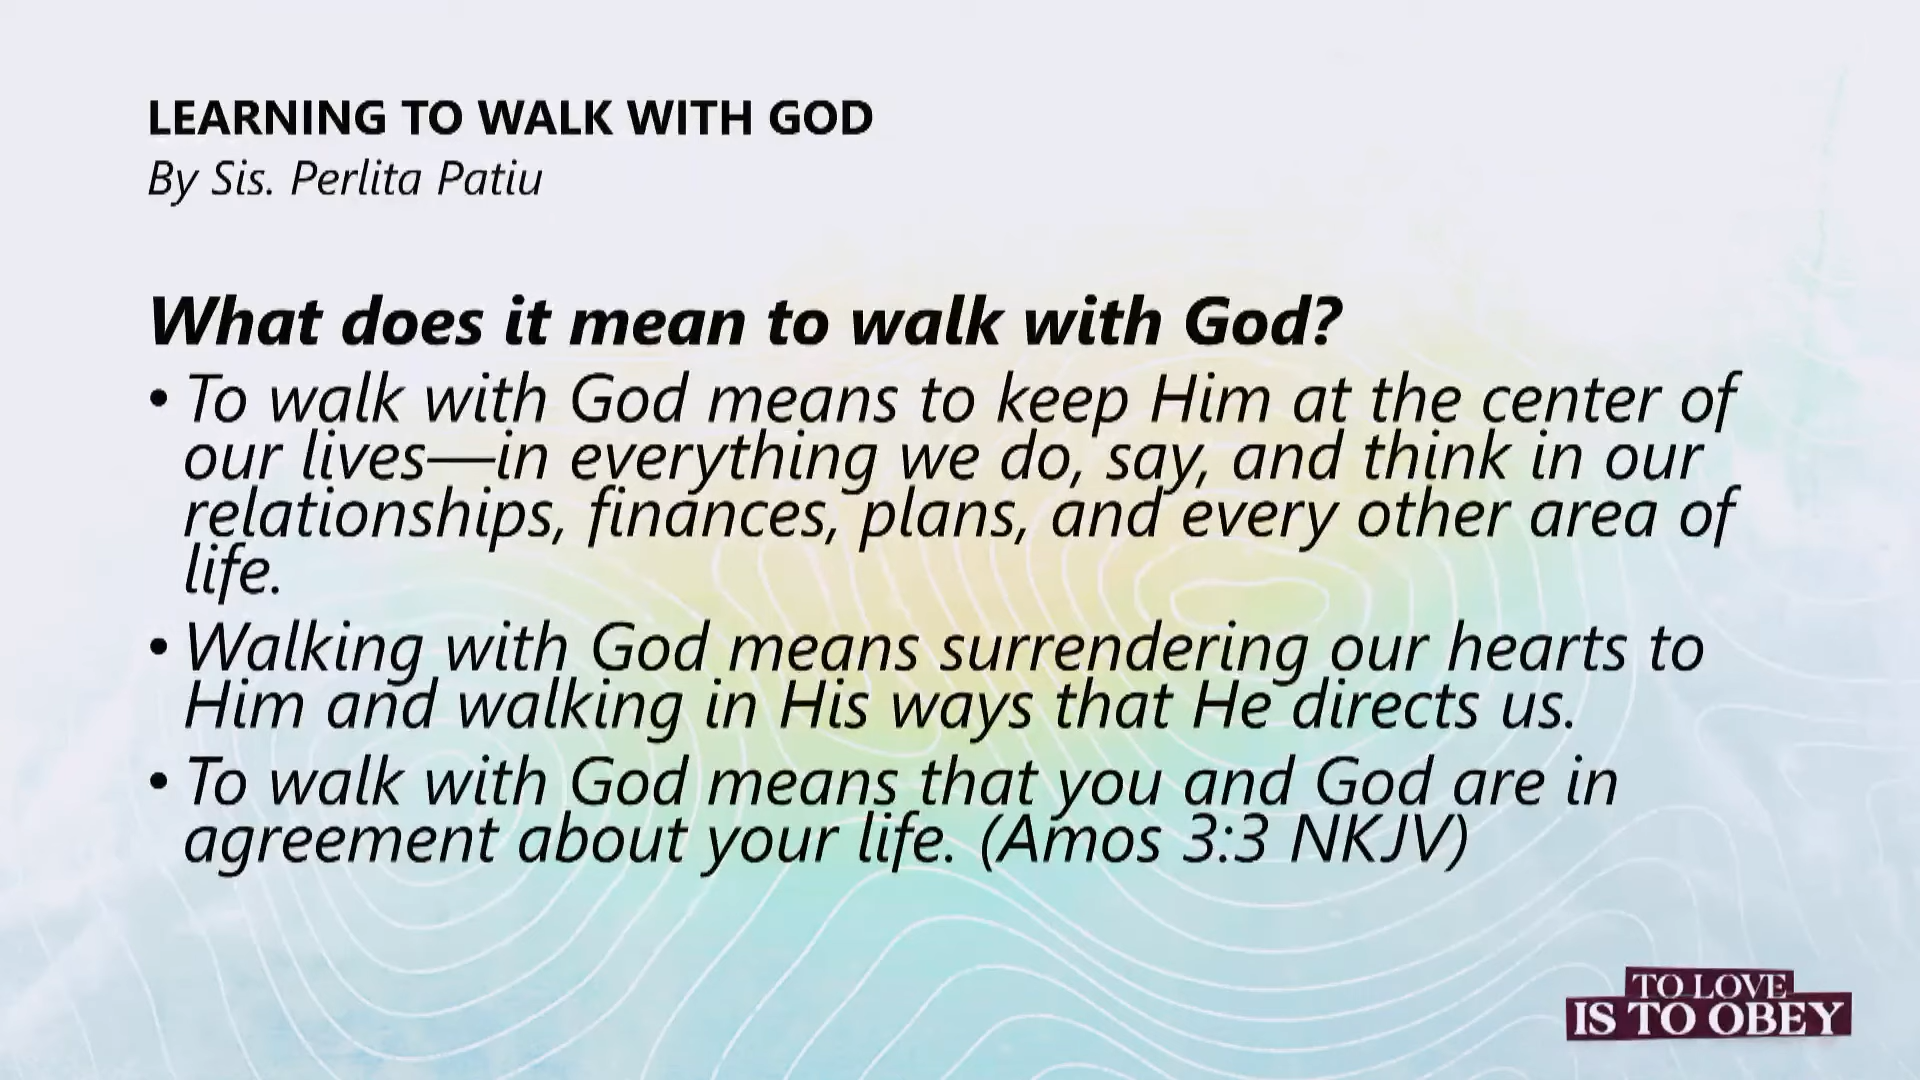 LEARNING TO WALK WITH GOD
By Sis. Perlita Patiu
What does it mean to walk with God?
• To walk with God means to keep Him at the center of
our lives—in everything we do, say, and think in our
relationships, finances, plans, and every other area of
life.
• Walking with God means surrendering our hearts to
Him and walking in His ways that He directs us.
• To walk with God means that you and God are in
agreement about your life. (Amos 3:3 NKJV)
TO LOVE
IS TO OBEY